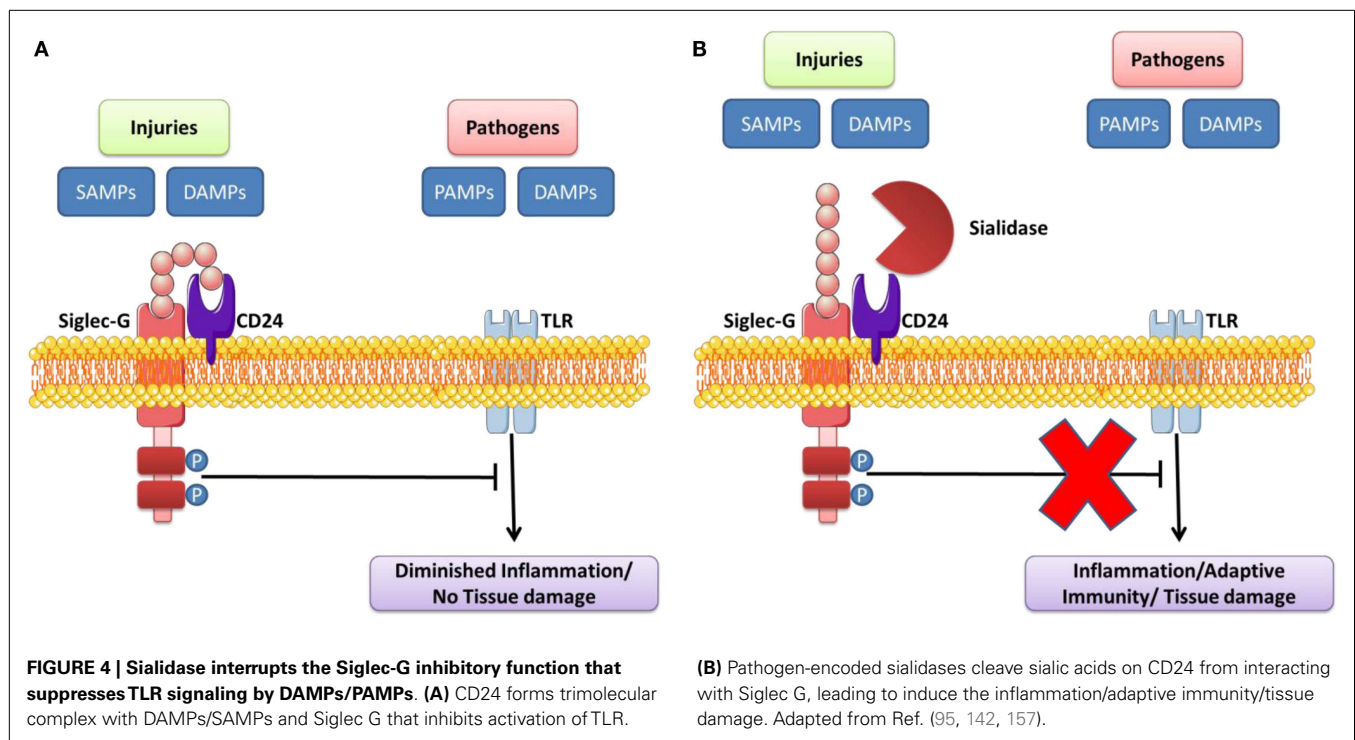 A
Injuries
Pathogens
SAMPs
DAMPs
PAMPs
DAMPs
Siglec-G
CD24
TLR
P
P
Diminished Inflammation/
No Tissue damage
B
Injuries
Pathogens
SAMPs
DAMPs
PAMPs
DAMPs
Sialidase
Siglec-G
CD24
TLR
P
P
Inflammation/Adaptive
Immunity/ Tissue damage
FIGURE 4 | Sialidase interrupts the Siglec-G inhibitory function that
suppresses TLR signaling by DAMPs/PAMPs. (A) CD24 forms trimolecular
complex with DAMPs/SAMPs and Siglec G that inhibits activation of TLR.
(B) Pathogen-encoded sialidases cleave sialic acids on CD24 from interacting
with Siglec G, leading to induce the inflammation/adaptive immunity/tissue
damage. Adapted from Ref. (95, 142, 157).